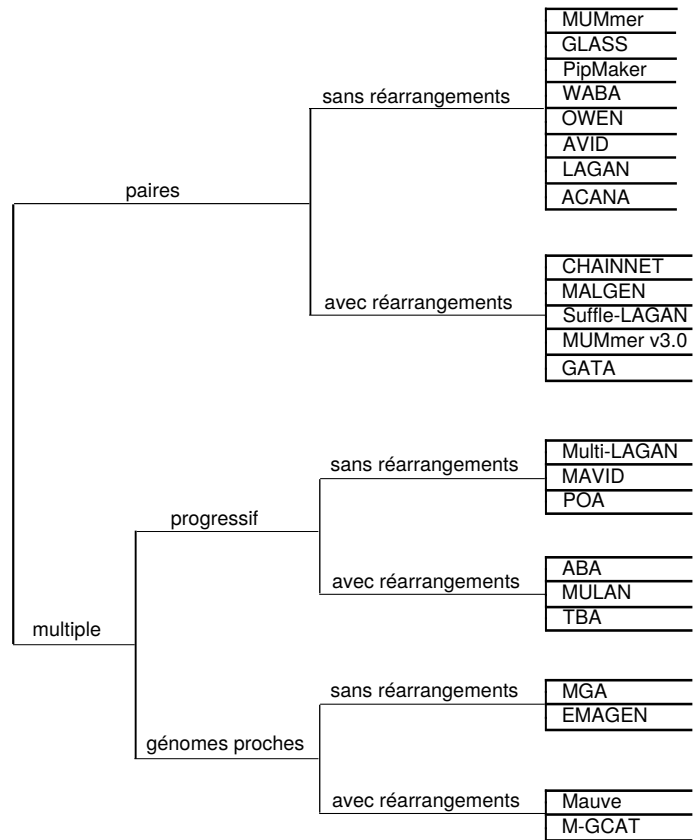 MUMmer
GLASS
PipMaker
sans réarrangements
WABA
OWEN
AVID
LAGAN
paires
ACANA
CHAINNET
MALGEN
avec réarrangements
Suffle-LAGAN
MUMmer v3.0
GATA
Multi-LAGAN
sans réarrangements
MAVID
POA
progressif
ABA
avec réarrangements
MULAN
TBA
multiple
sans réarrangements
MGA
EMAGEN
génomes proches
avec réarrangements
Mauve
M-GCAT